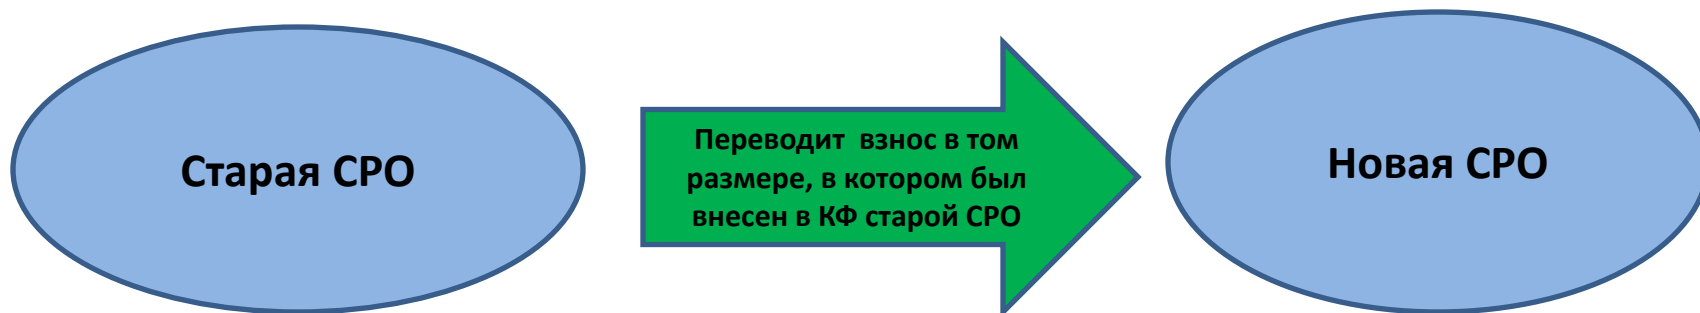 Старая СРО
Переводит взнос в том
размере, в котором был
внесен в КФ старой СРО
Новая СРО